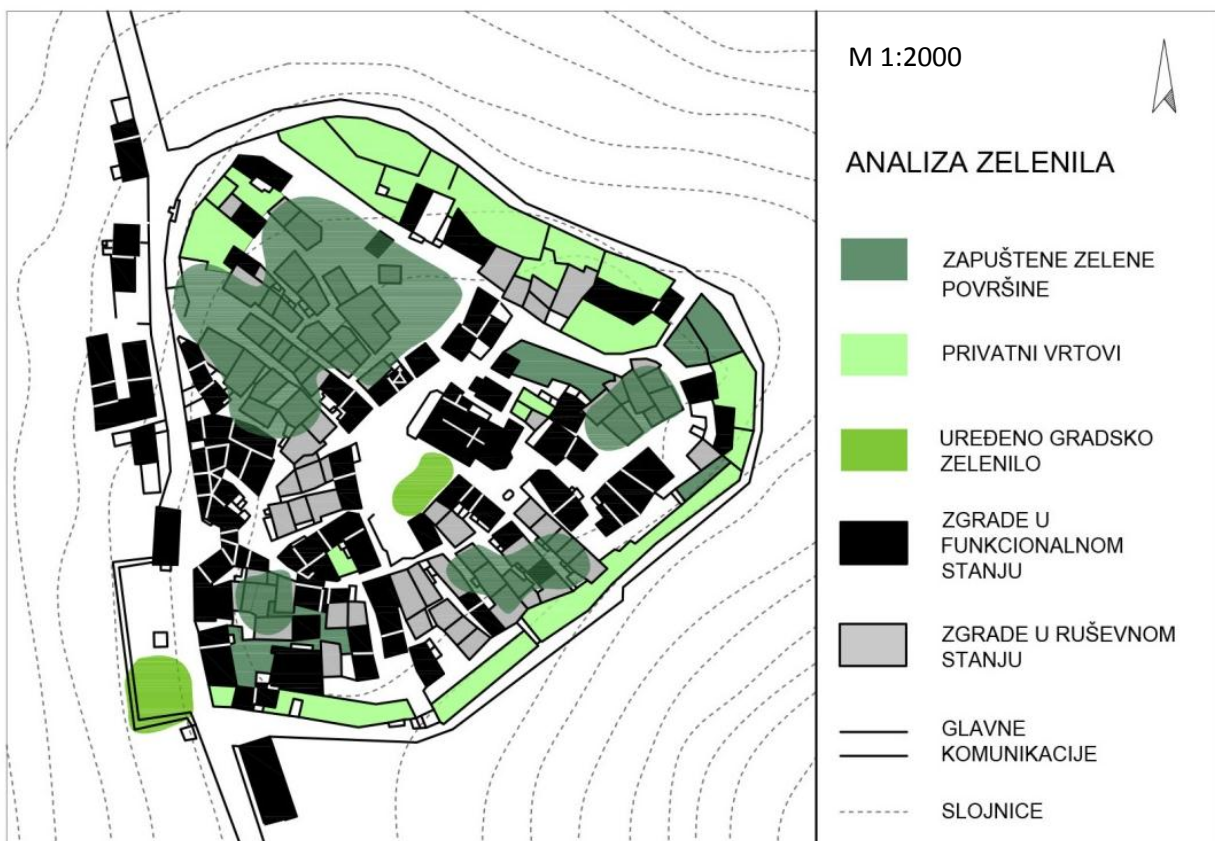 M 1:2000
ANALIZA ZELENILA
ZAPUŠTENE ZELENE
POVRŠINE
PRIVATNI VRTOVI
UREĐENO GRADSKO
ZELENILO
ZGRADE U
FUNKCIONALNOM
STANJU
ZGRADE U RUŠEVNOM
STANJU
GLAVNE
KOMUNIKACIJE
SLOJNICE